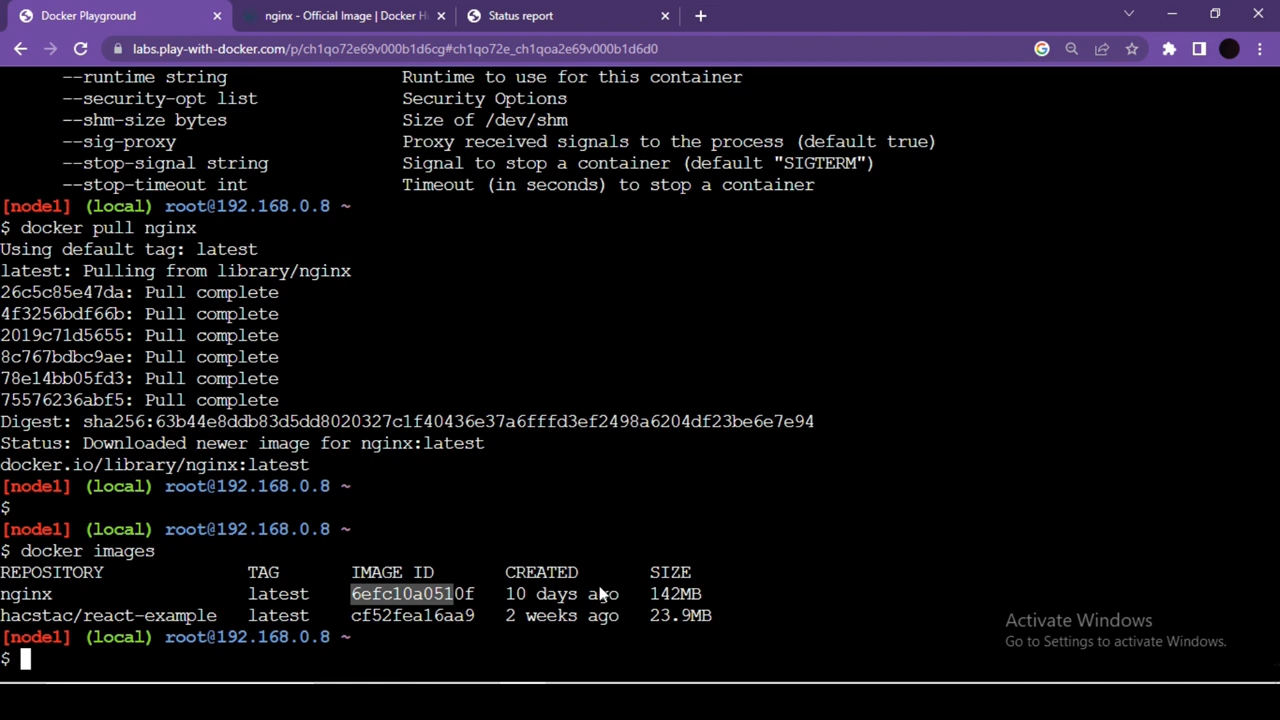 Docker Playground
nginx - Official Image | Docker H
Status report
labs.play-with-docker.com/p/ch1qo72e69v000b1d6cg#ch1qo72e_ch1qoa2e69v000b1d6d0
--runtime string Runtime to use for this container
--security-opt list Security Options
--shm-size bytes Size of /dev/shm
--sig-proxy Proxy received signals to the process (default true)
--stop-signal string Signal to stop a container (default "SIGTERM")
--stop-timeout int Timeout (in seconds) to stop a container
[node1] (local) root@192.168.0.8 ~
$ docker pull nginx
Using default tag: latest
latest: Pulling from library/nginx
26c5c85e47da: Pull complete
4f3256bdf66b: Pull complete
2019c71d5655: Pull complete
8c767bdbc9ae: Pull complete
78e14bb05fd3: Pull complete
75576236abf5: Pull complete
Digest: sha256:63b44e8ddb83d5dd8020327c1f40436e37a6fffd3ef2498a6204df23be6e7e94
Status: Downloaded newer image for nginx:latest
docker.io/library/nginx:latest
[node1] (local) root@192.168.0.8 ~
$
[node1] (local) root@192.168.0.8 ~
$ docker images
REPOSITORY TAG IMAGE ID CREATED SIZE
nginx latest 6efc10a0510f 10 days ago 142MB
hacstac/react-example latest cf52fea16aa9 2 weeks ago 23.9MB
[node1] (local) root@192.168.0.8 ~
$
Activate Windows
Go to Settings to activate Windows.